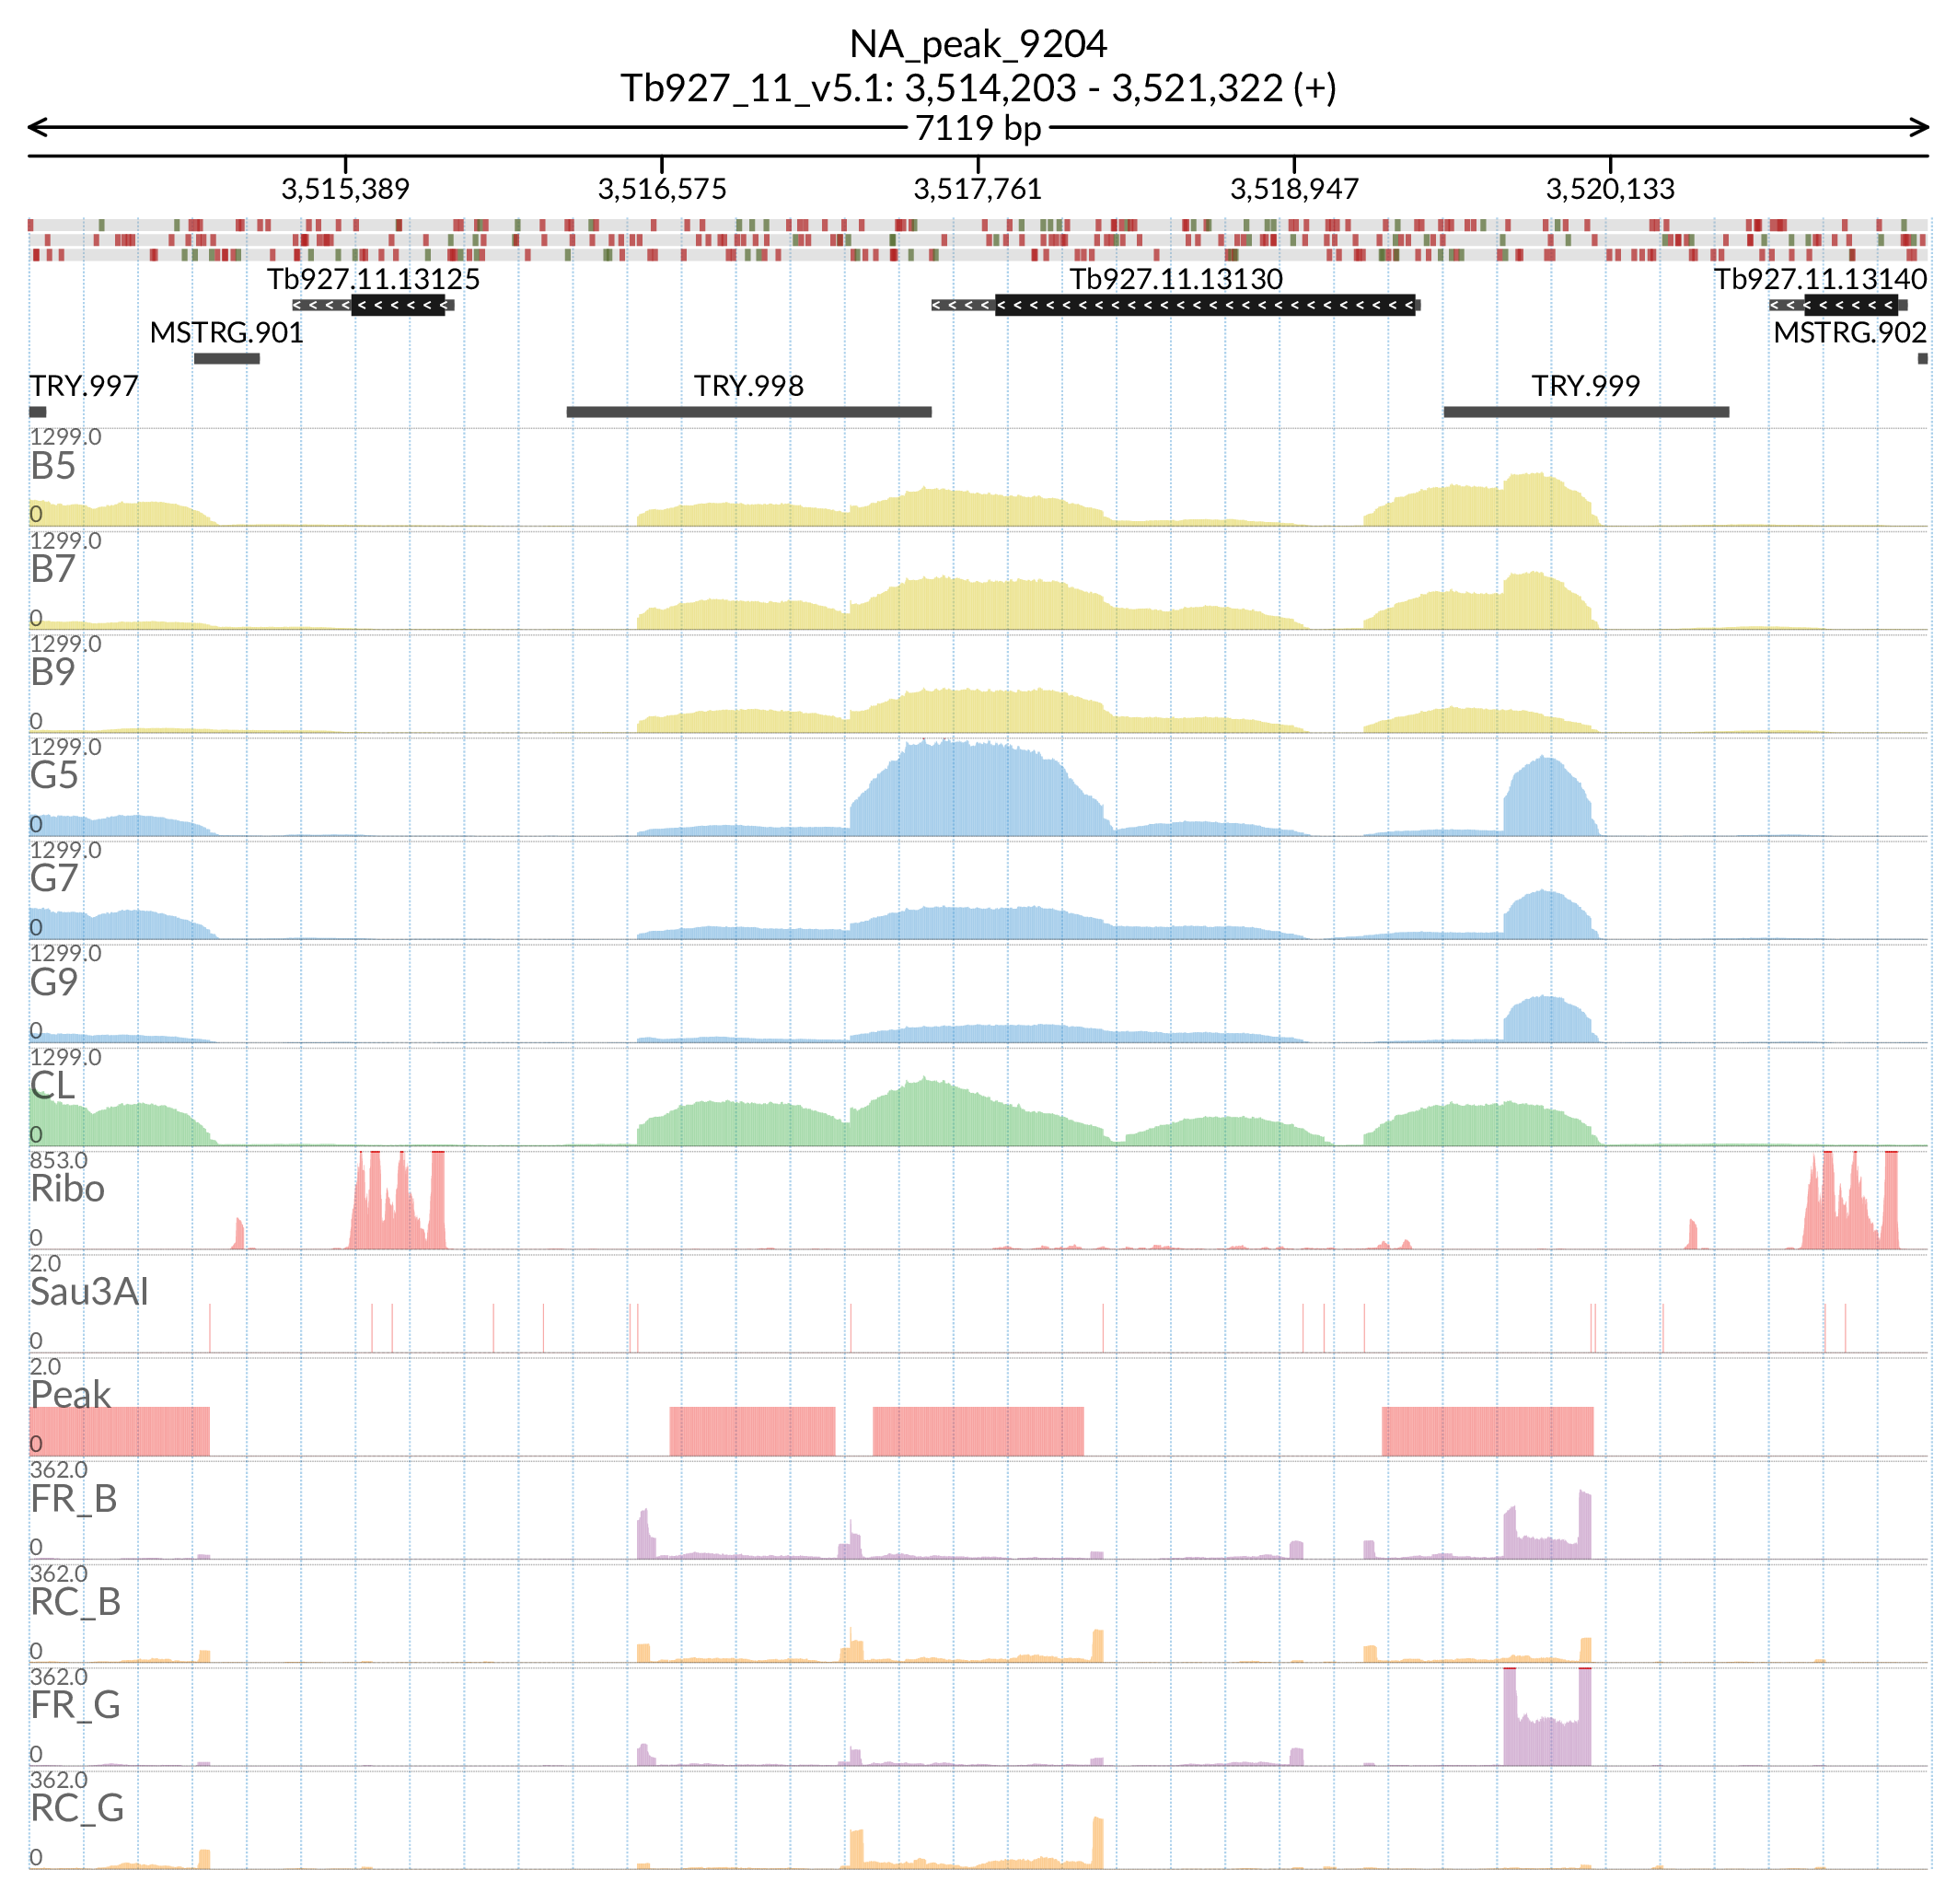 NA_peak_9204
Tb927_11_v5.1: 3,514,203 - 3,521,322 (+)
7119 bp
3,515,389 3,516,575 3,517,761 3,518,947 3,520,133
Tb927.11.13125 Tb927.11.13130 Tb927.11.13140
MSTRG.901 MSTRG.902
TRY.997 TRY.998 TRY.999
1299.0
B5
0
1299.0
B7
0
1299.0
B9
0
1299.0
G5
0
1299.0
G7
0
1299.0
G9
0
1299.0
CL
0
853.0
Ribo
0
2.0
Sau3AI
0
2.0
Peak
0
362.0
FR_B
0
362.0
RC_B
0
362.0
FR_G
0
362.0
RC_G
0